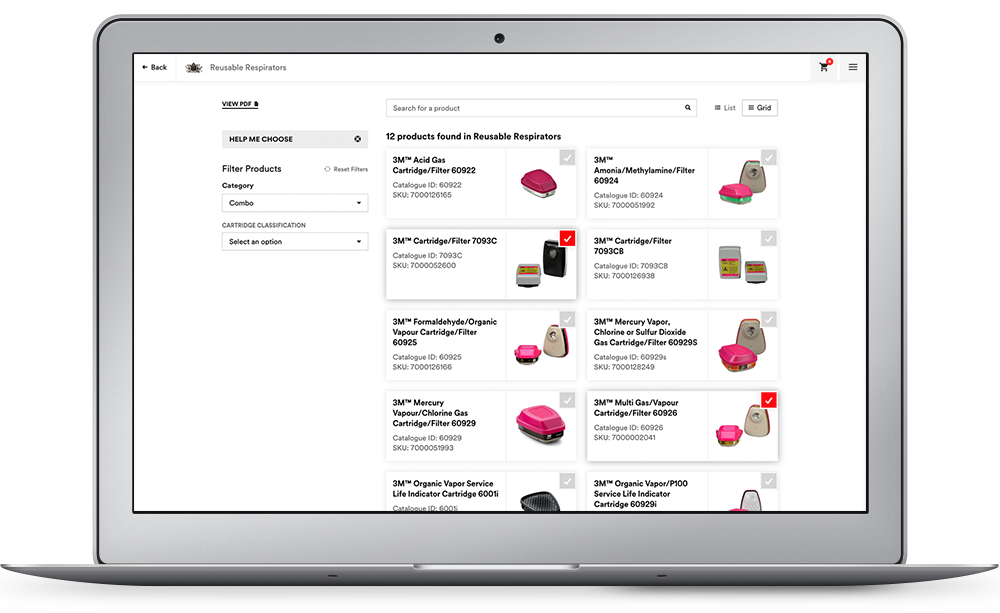 ← Back
Reusable Respirators
4
VIEW PDF
HELP ME CHOOSE
Filter Products
Reset Filters
Category
Combo
CARTRIDGE CLASSIFICATION
Select an option
Search for a product
List
Grid
12 products found in Reusable Respirators
3M™ Acid Gas
Cartridge/Filter 60922
Catalogue ID: 60922
SKU: 7000126165
3M™
Amonia/Methylamine/Filter
60924
Catalogue ID: 60924
SKU: 7000051992
3M™ Cartridge/Filter 7093C
Catalogue ID: 7093C
SKU: 7000052600
3M™ Cartridge/Filter
7093CB
Catalogue ID: 7093CB
SKU: 7000126938
3M™ Formaldehyde/Organic
Vapour Cartridge/Filter
60925
Catalogue ID: 60925
SKU: 7000126166
3M™ Mercury Vapor,
Chlorine or Sulfur Dioxide
Gas Cartridge/Filter 60929S
Catalogue ID: 60929s
SKU: 7000128249
3M™ Mercury
Vapour/Chlorine Gas
Cartridge/Filter 60929
Catalogue ID: 60929
SKU: 7000051993
3M™ Multi Gas/Vapour
Cartridge/Filter 60926
Catalogue ID: 60926
SKU: 7000002041
3M™ Organic Vapor Service
Life Indicator Cartridge 6001i
Catalogue ID: 6001i
3M™ Organic Vapor/P100
Service Life Indicator
Cartridge 60929i